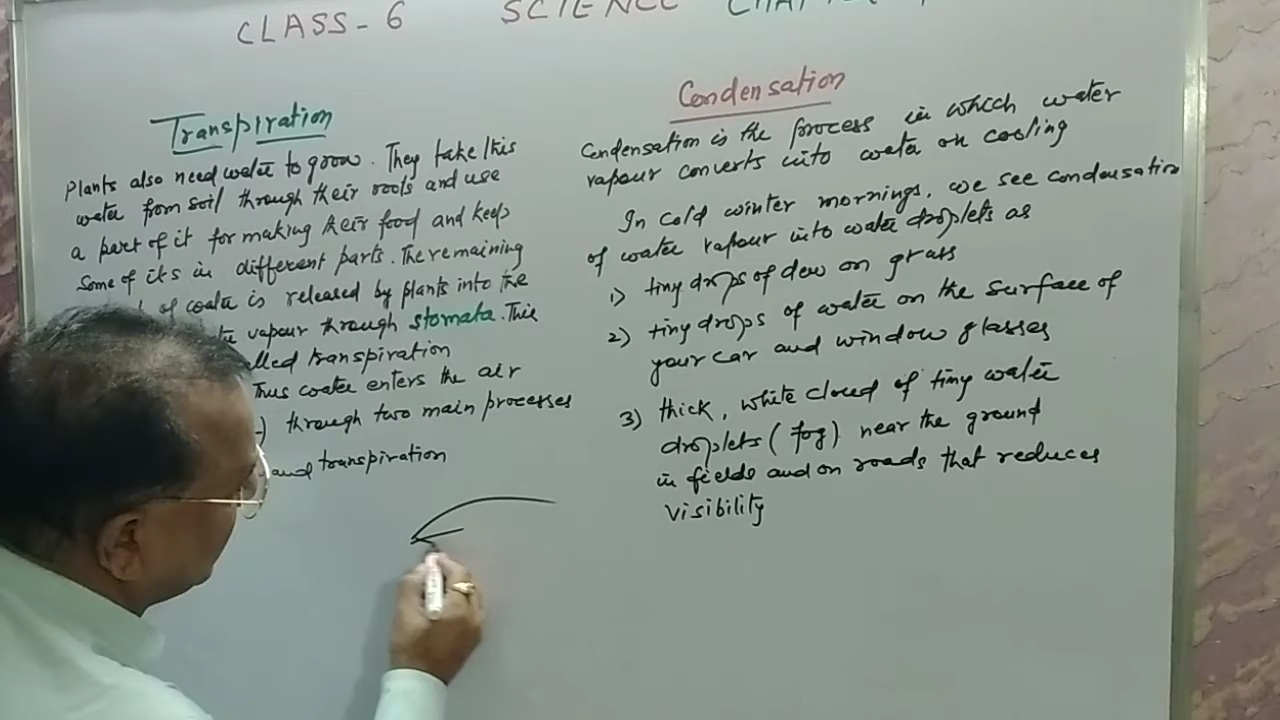 CLASS - 6 SCIENCE
Transpiration
Plants also need water to grow. They take this
water from soil through their roots and use
a part of it for making their food and keep
some of its in different parts. The remaining
of water is released by plants into the
vapour through stomata. This
transpiration
Thus water enters the air
through two main processes
and transpiration
Condensation
Condensation is the process in which water
vapour converts into water on cooling
In cold winter mornings, we see condensation
of water vapour into water droplets as
1) tiny drops of dew on grass
2) tiny drops of water on the surface of
your car and window glasses
3) thick, white cloud of tiny water
droplets (fog) near the ground
in fields and on roads that reduces
visibility